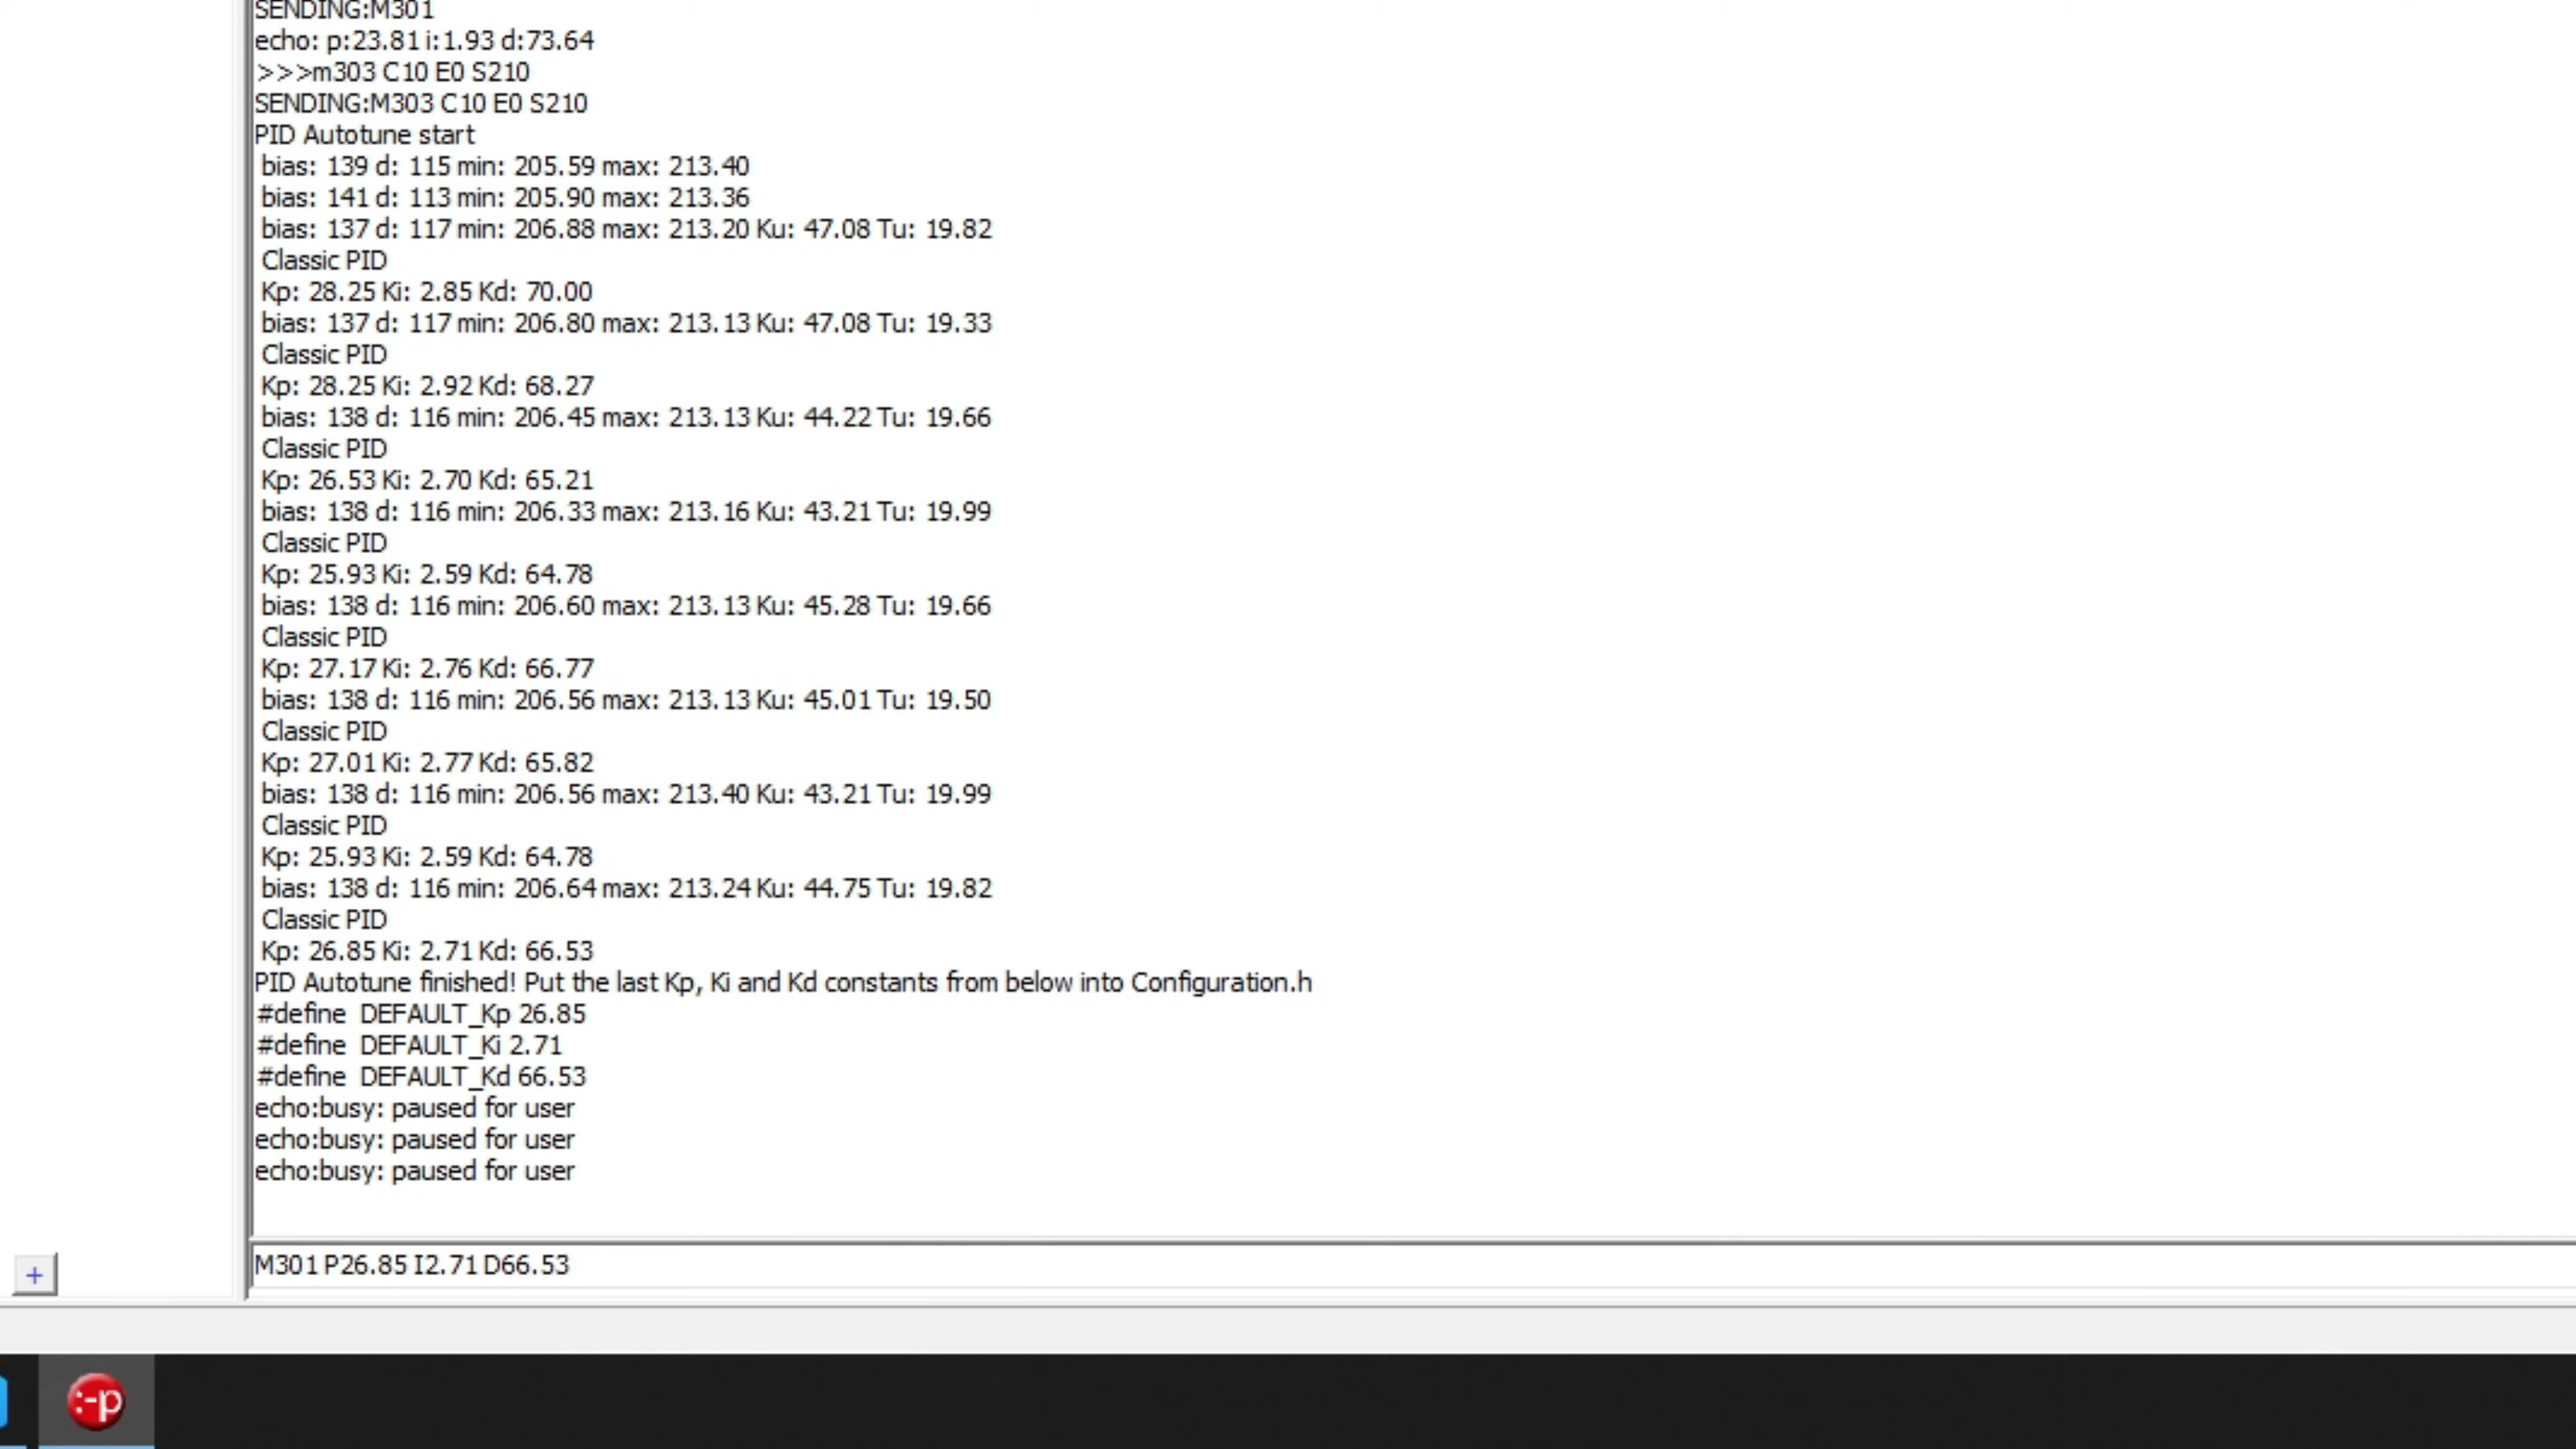 SENDING:M301
echo: p:23.81 i:1.93 d:73.64
>>>m303 C10 E0 S210
SENDING:M303 C10 E0 S210
PID Autotune start
bias: 139 d: 115 min: 205.59 max: 213.40
bias: 141 d: 113 min: 205.90 max: 213.36
bias: 137 d: 117 min: 206.88 max: 213.20 Ku: 47.08 Tu: 19.82
Classic PID
Kp: 28.25 Ki: 2.85 Kd: 70.00
bias: 137 d: 117 min: 206.80 max: 213.13 Ku: 47.08 Tu: 19.33
Classic PID
Kp: 28.25 Ki: 2.92 Kd: 68.27
bias: 138 d: 116 min: 206.45 max: 213.13 Ku: 44.22 Tu: 19.66
Classic PID
Kp: 26.53 Ki: 2.70 Kd: 65.21
bias: 138 d: 116 min: 206.33 max: 213.16 Ku: 43.21 Tu: 19.99
Classic PID
Kp: 25.93 Ki: 2.59 Kd: 64.78
bias: 138 d: 116 min: 206.60 max: 213.13 Ku: 45.28 Tu: 19.66
Classic PID
Kp: 27.17 Ki: 2.76 Kd: 66.77
bias: 138 d: 116 min: 206.56 max: 213.13 Ku: 45.01 Tu: 19.50
Classic PID
Kp: 27.01 Ki: 2.77 Kd: 65.82
bias: 138 d: 116 min: 206.56 max: 213.40 Ku: 43.21 Tu: 19.99
Classic PID
Kp: 25.93 Ki: 2.59 Kd: 64.78
bias: 138 d: 116 min: 206.64 max: 213.24 Ku: 44.75 Tu: 19.82
Classic PID
Kp: 26.85 Ki: 2.71 Kd: 66.53
PID Autotune finished! Put the last Kp, Ki and Kd constants from below into Configuration.h
#define  DEFAULT_Kp 26.85
#define  DEFAULT_Ki 2.71
#define  DEFAULT_Kd 66.53
echo:busy: paused for user
echo:busy: paused for user
echo:busy: paused for user
M301 P26.85 I2.71 D66.53
+
:-p